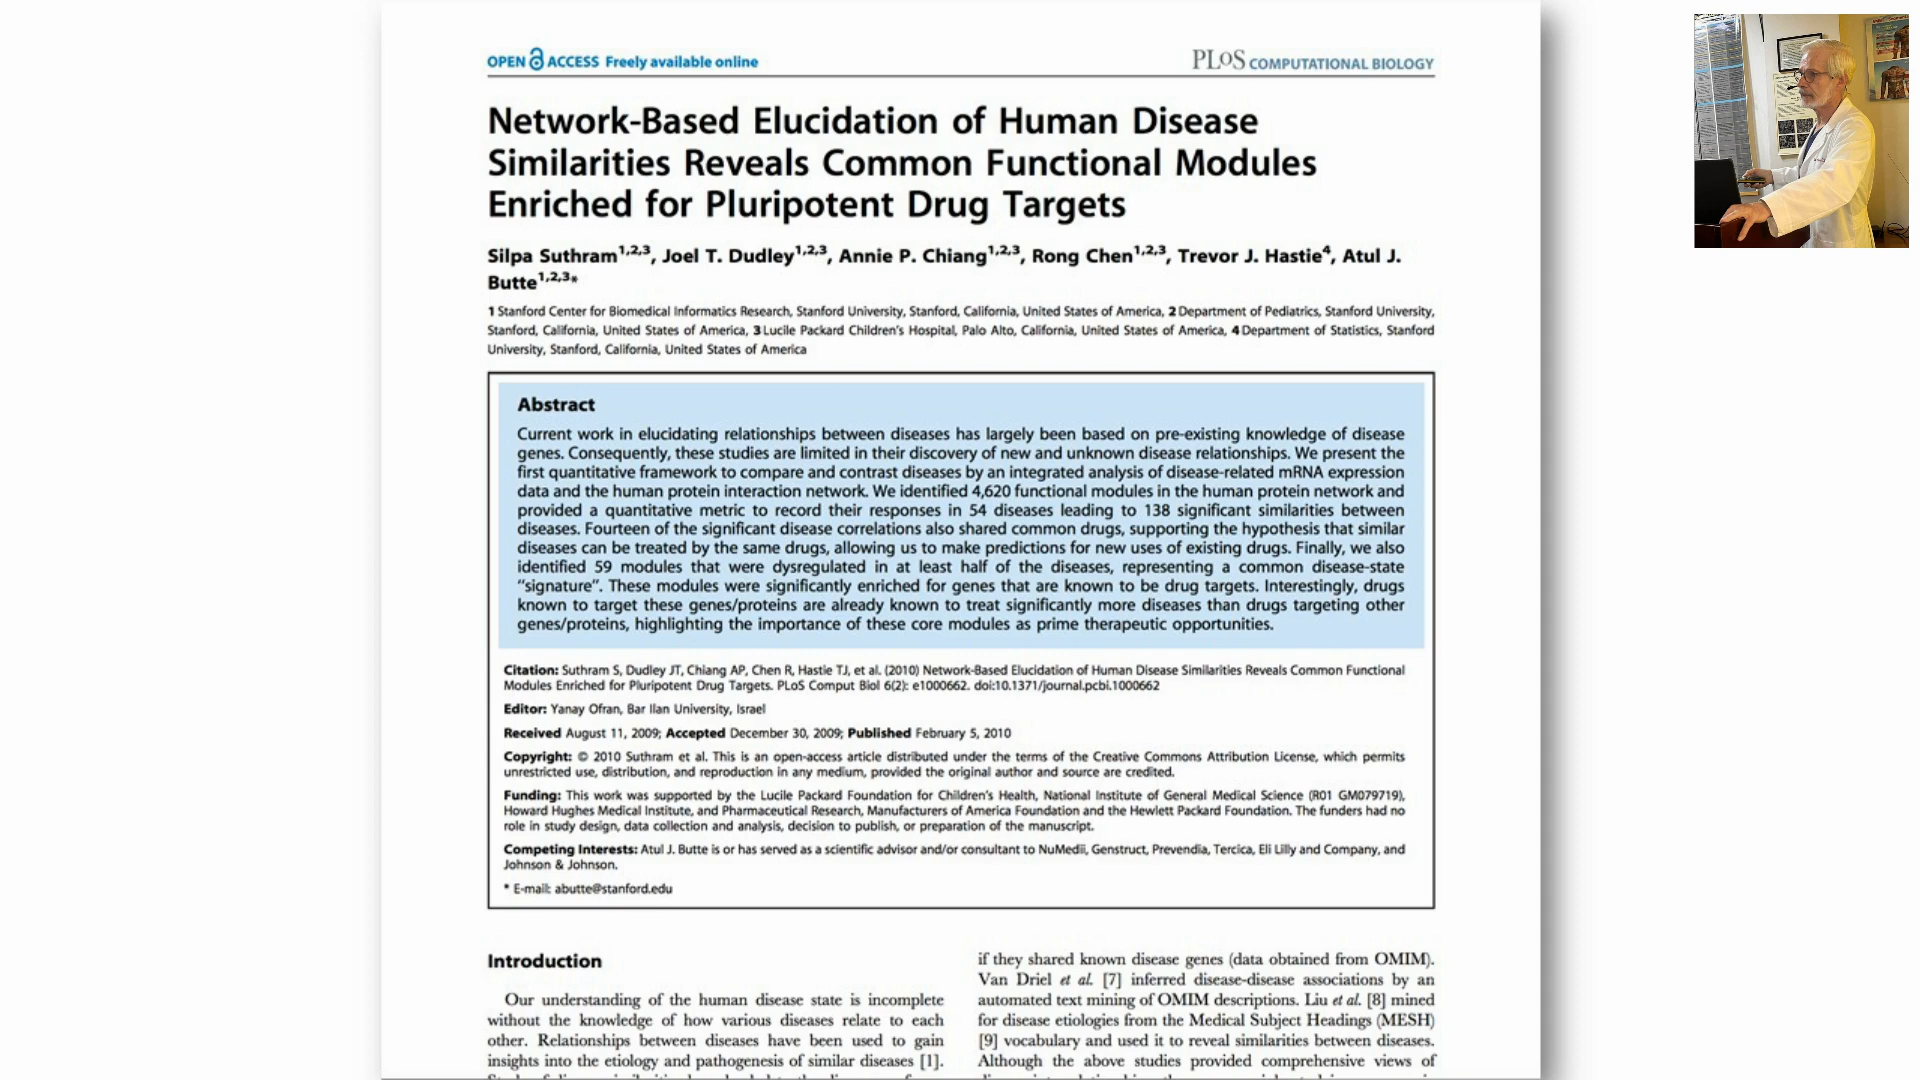 OPEN ACCESS Freely available online
PLoS COMPUTATIONAL BIOLOGY
Network-Based Elucidation of Human Disease
Similarities Reveals Common Functional Modules
Enriched for Pluripotent Drug Targets
Silpa Suthram1,2,3, Joel T. Dudley1,2,3, Annie P. Chiang1,2,3, Rong Chen1,2,3, Trevor J. Hastie4, Atul J.
Butte1,2,3*
1 Stanford Center for Biomedical Informatics Research, Stanford University, Stanford, California, United States of America, 2 Department of Pediatrics, Stanford University,
Stanford, California, United States of America, 3 Lucile Packard Children's Hospital, Palo Alto, California, United States of America, 4 Department of Statistics, Stanford
University, Stanford, California, United States of America
Abstract
Current work in elucidating relationships between diseases has largely been based on pre-existing knowledge of disease
genes. Consequently, these studies are limited in their discovery of new and unknown disease relationships. We present the
first quantitative framework to compare and contrast diseases by an integrated analysis of disease-related mRNA expression
data and the human protein interaction network. We identified 4,620 functional modules in the human protein network and
provided a quantitative metric to record their responses in 54 diseases leading to 138 significant similarities between
diseases. Fourteen of the significant disease correlations also shared common drugs, supporting the hypothesis that similar
diseases can be treated by the same drugs, allowing us to make predictions for new uses of existing drugs. Finally, we also
identified 59 modules that were dysregulated in at least half of the diseases, representing a common disease-state
"signature". These modules were significantly enriched for genes that are known to be drug targets. Interestingly, drugs
known to target these genes/proteins are already known to treat significantly more diseases than drugs targeting other
genes/proteins, highlighting the importance of these core modules as prime therapeutic opportunities.
Citation: Suthram S, Dudley JT, Chiang AP, Chen R, Hastie TJ, et al. (2010) Network-Based Elucidation of Human Disease Similarities Reveals Common Functional
Modules Enriched for Pluripotent Drug Targets. PLoS Comput Biol 6(2): e1000662. doi:10.1371/journal.pcbi.1000662
Editor: Yanay Ofran, Bar Ilan University, Israel
Received August 11, 2009; Accepted December 30, 2009; Published February 5, 2010
Copyright: © 2010 Suthram et al. This is an open-access article distributed under the terms of the Creative Commons Attribution License, which permits
unrestricted use, distribution, and reproduction in any medium, provided the original author and source are credited.
Funding: This work was supported by the Lucile Packard Foundation for Children's Health, National Institute of General Medical Science (R01 GM079719),
Howard Hughes Medical Institute, and Pharmaceutical Research, Manufacturers of America Foundation and the Hewlett Packard Foundation. The funders had no
role in study design, data collection and analysis, decision to publish, or preparation of the manuscript.
Competing Interests: Atul J. Butte is or has served as a scientific advisor and/or consultant to NuMedii, Genstruct, Prevendia, Tercica, Eli Lilly and Company, and
Johnson & Johnson.
* E-mail: abutte@stanford.edu
Introduction
Our understanding of the human disease state is incomplete
without the knowledge of how various diseases relate to each
other. Relationships between diseases have been used to gain
insights into the etiology and pathogenesis of similar diseases [1].
if they shared known disease genes (data obtained from OMIM).
Van Driel et al. [7] inferred disease-disease associations by an
automated text mining of OMIM descriptions. Liu et al. [8] mined
for disease etiologies from the Medical Subject Headings (MESH)
[9] vocabulary and used it to reveal similarities between diseases.
Although the above studies provided comprehensive views of